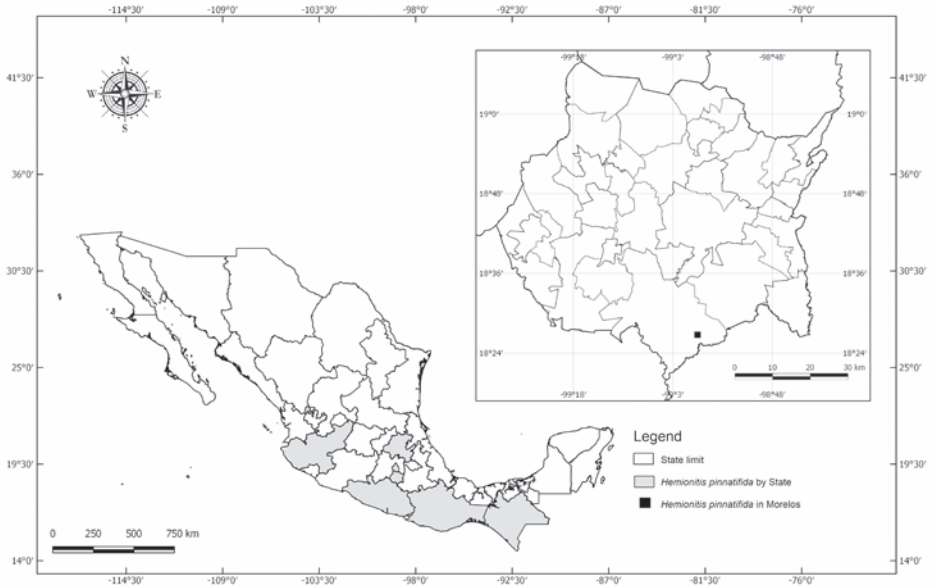 -114°30' -109°0' -103°30' -98°0' -92°30' -87°0' -81°30' -76°0'
N
W E
S
41°30' 41°30'
36°0' 36°0'
30°30' 30°30'
25°0' 25°0'
19°30' 19°30'
14°0' 14°0'
-99°18' -99°3' -98°48'
19°0' 19°0'
18°48' 18°48'
18°36' 18°36'
18°24' 18°24'
0 10 20 30 km
-99°18' -98°48'
Legend
State limit
Hemionitis pinnatifida by State
Hemionitis pinnatifida in Morelos
0 250 500 750 km
-114°30' -109°0' -103°30' -98°0' -92°30' -87°0' -81°30' -76°0'